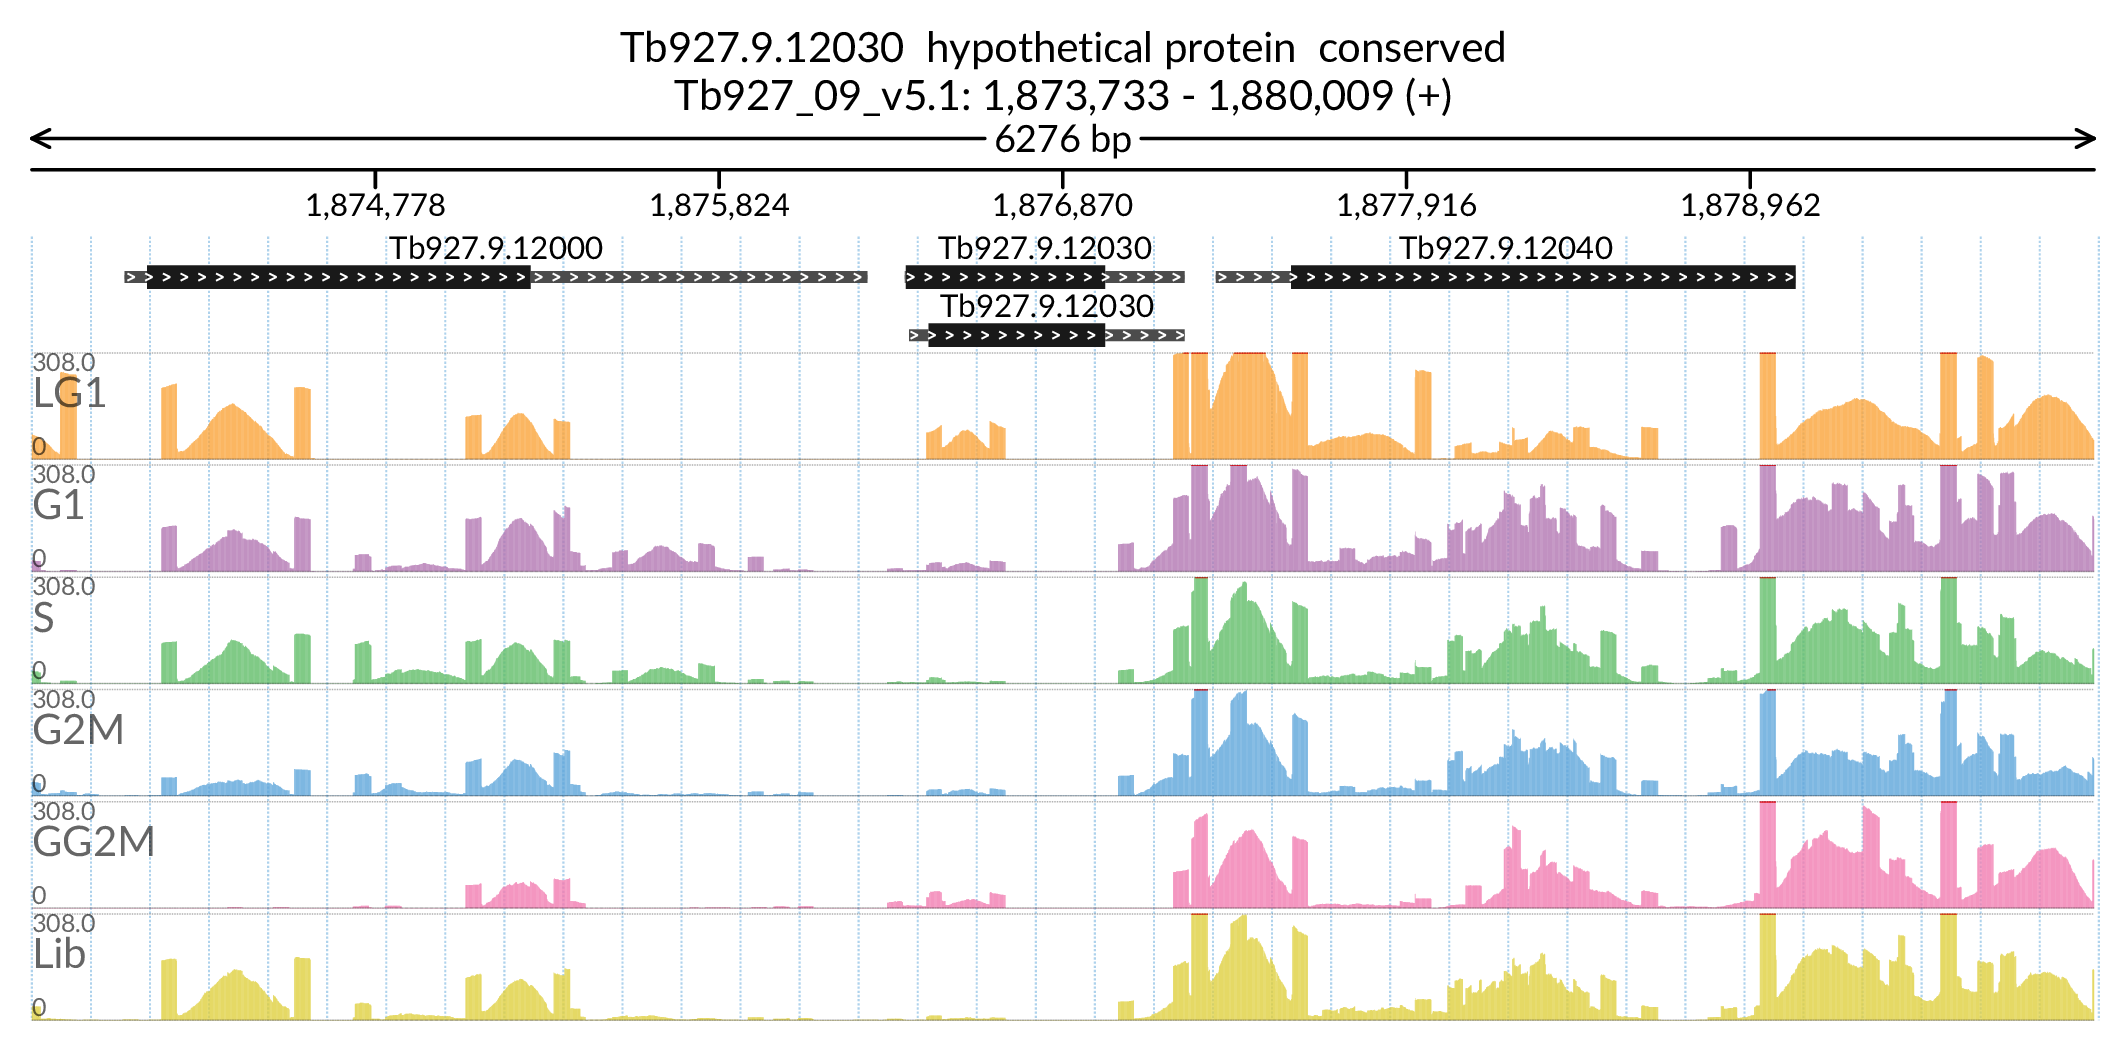 Tb927.9.12030  hypothetical protein  conserved
Tb927_09_v5.1: 1,873,733 - 1,880,009 (+)
6276 bp
1,874,778 1,875,824 1,876,870 1,877,916 1,878,962
Tb927.9.12000 Tb927.9.12030 Tb927.9.12040
Tb927.9.12030
308.0
LG1
0
308.0
G1
0
308.0
S
0
308.0
G2M
0
308.0
GG2M
0
308.0
Lib
0